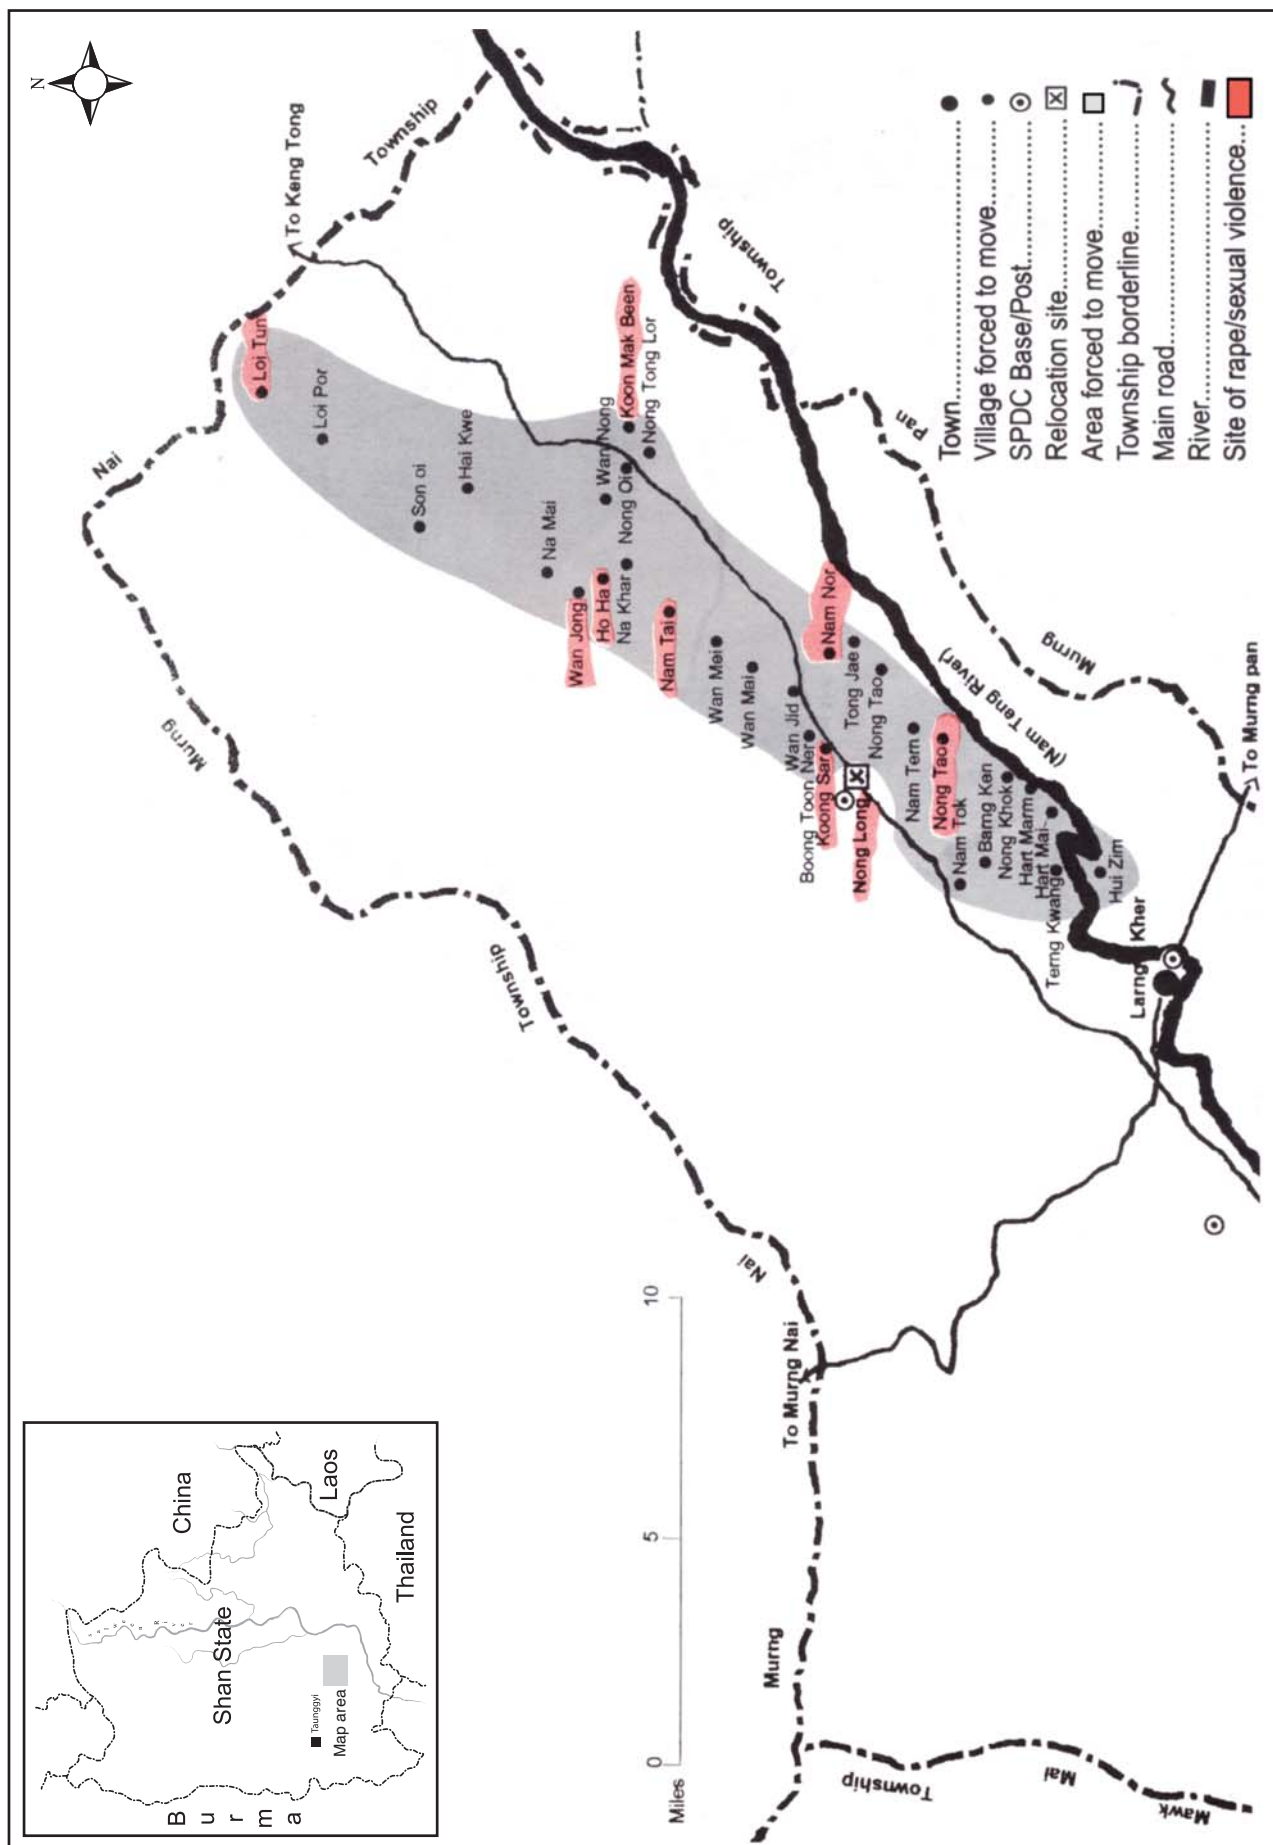 N
China
Laos
Thailand
Salween River
Shan State
Taunggyi
Map area
B
u
r
m
a
Miles
0
5
10
Murng
Nai
Township
Murng
Nai
Township
To Keng Tong
Loi Tun
Loi Por
Son oi
Hai Kwe
Na Mai
Wan Jong
Ho Ha
Wan Nong
Na Khar
Nong Oi
Koon Mak Been
Nong Tong Lor
Nam Tai
Wan Mei
Wan Mai
Wan Jid
Boong Toon Ner
Koong Sar
Nam Nor
Tong Jae
Nong Tao
Nong Long
Nam Tern
Nong Tao
Nam Tok
Barng Ken
Nong Khok
Hart Marm
Hart Mai
Terng Kwang
Hui Zim
(Nam Teng River)
Larng Kher
To Murng Nai
To Murng pan
Township
Pan
Murng
Township
Mai
Mawk
Town
Village forced to move
SPDC Base/Post
Relocation site
Area forced to move
Township borderline
Main road
River
Site of rape/sexual violence